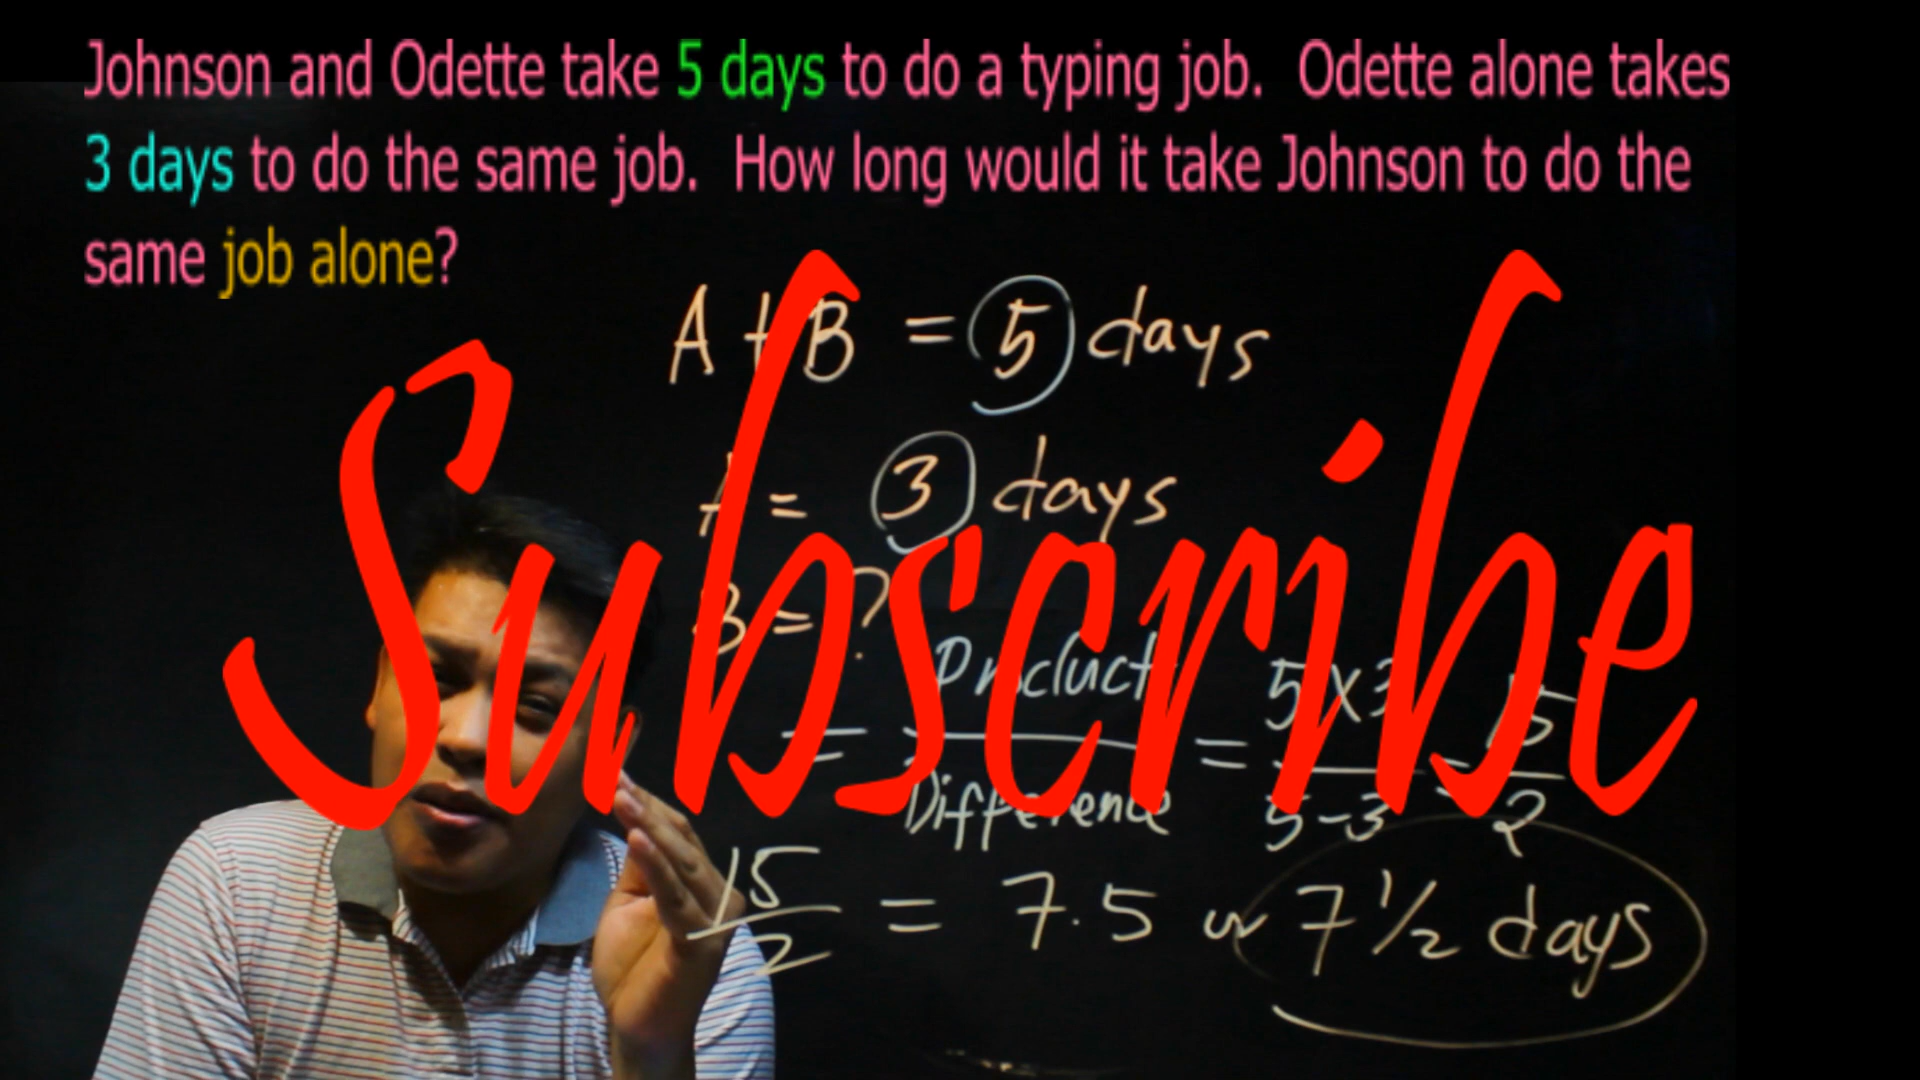 Johnson and Odette take 5 days to do a typing job. Odette alone takes
3 days to do the same job. How long would it take Johnson to do the
same job alone?
A + B = 5 days
A = 3 days
B = ?
Subscribe
= Product / Difference = 5x3 / 5-3 = 15 / 2
15 / 2 = 7.5 or 7 1/2 days